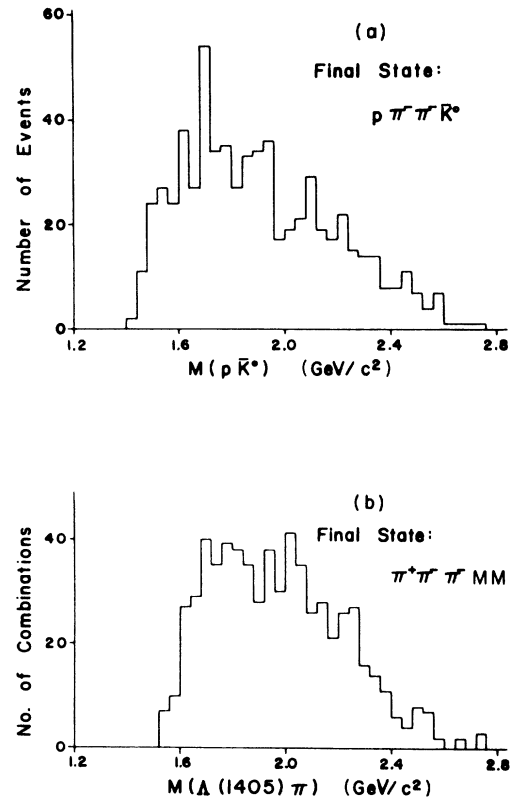 (a)
Final State:
p π⁻ π⁻ K̄°
Number of Events
60
40
20
0
1.2 1.6 2.0 2.4 2.8
M(p K̄°) (GeV/c²)
(b)
Final State:
π⁺ π⁻ π⁻ MM
No. of Combinations
40
20
0
1.2 1.6 2.0 2.4 2.8
M(Λ(1405)π) (GeV/c²)